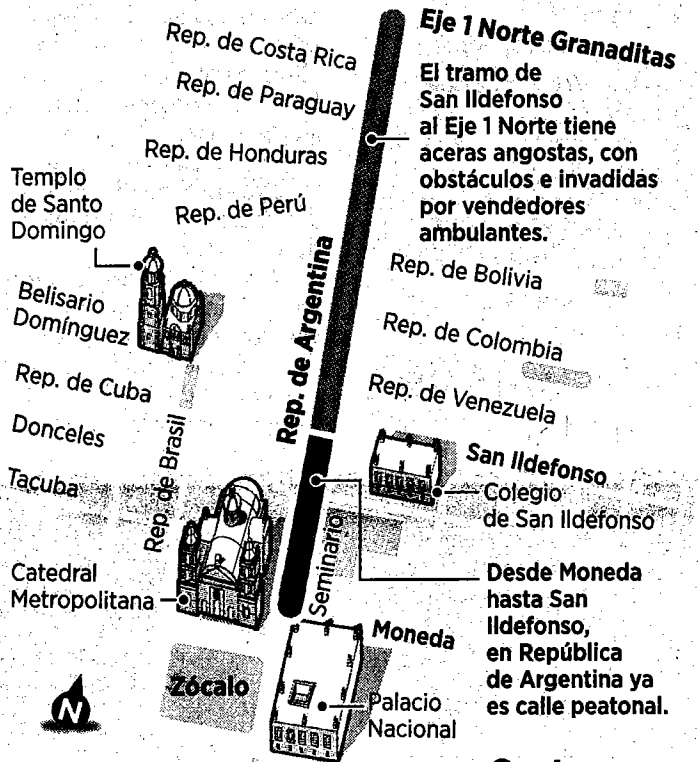 Eje 1 Norte Granaditas
Rep. de Costa Rica
Rep. de Paraguay
Rep. de Honduras
Rep. de Perú
El tramo de
San Ildefonso
al Eje 1 Norte tiene
aceras angostas, con
obstáculos e invadidas
por vendedores
ambulantes.
Templo
de Santo
Domingo
Belisario
Domínguez
Rep. de Cuba
Donceles
Tacuba
Rep. de Brasil
Rep. de Argentina
Rep. de Bolivia
Rep. de Colombia
Rep. de Venezuela
San Ildefonso
Colegio
de San Ildefonso
Seminario
Catedral
Metropolitana
Moneda
Desde Moneda
hasta San
Ildefonso,
en República
de Argentina ya
es calle peatonal.
Zócalo
Palacio
Nacional
N